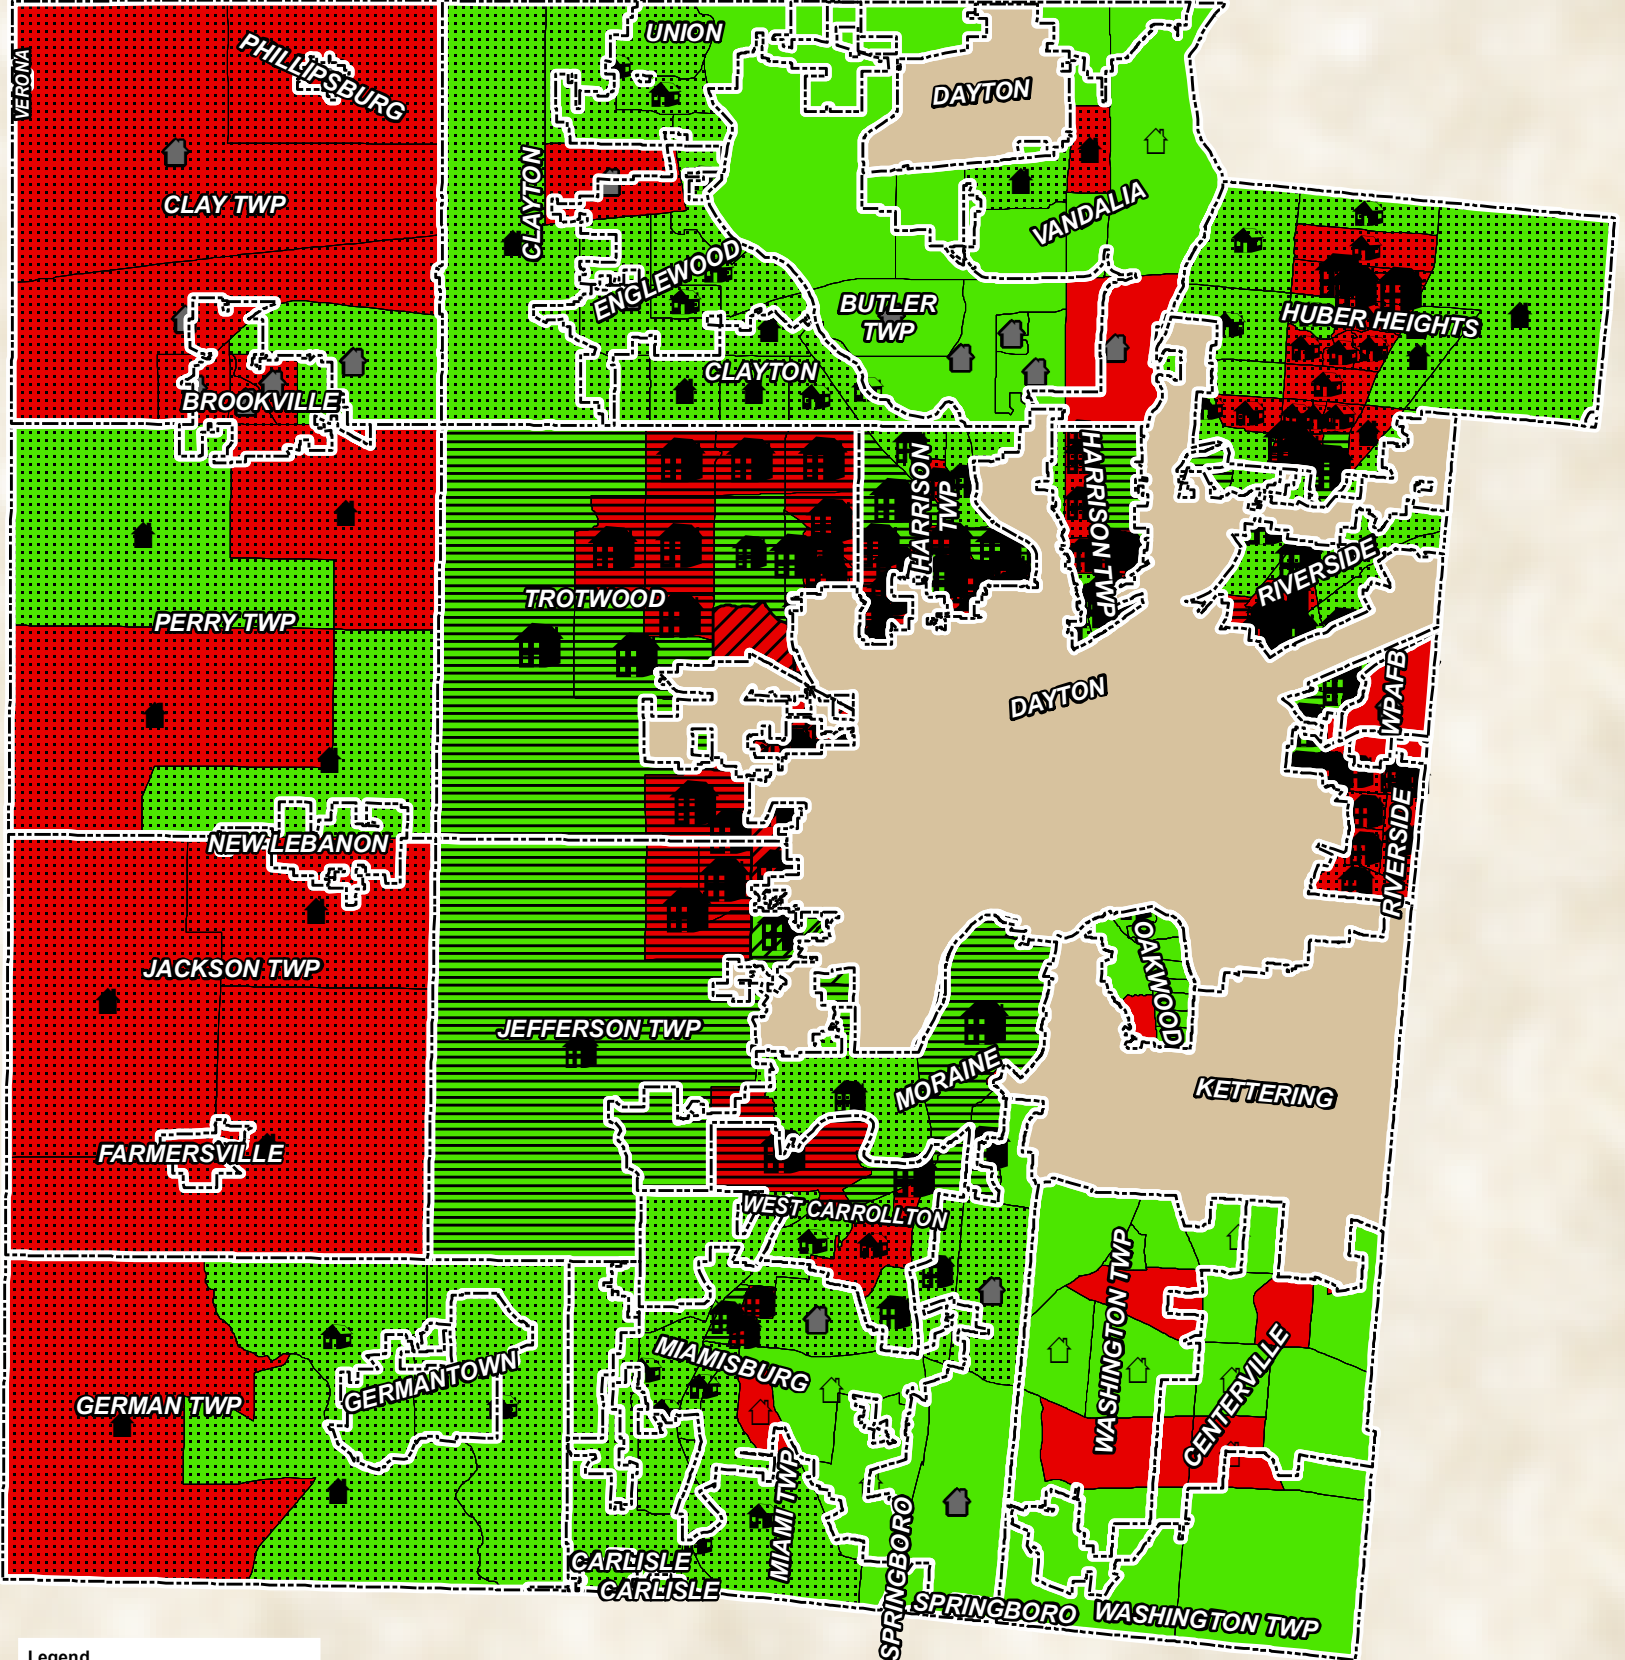 UNION
PHILLIPSBURG
VERONA
DAYTON
CLAYTON
CLAY TWP
VANDALIA
ENGLEWOOD
BUTLER
TWP
HUBER HEIGHTS
CLAYTON
BROOKVILLE
HARRISON
TWP
HARRISON TWP
RIVERSIDE
TROTWOOD
PERRY TWP
DAYTON
WPAFB
NEW LEBANON
RIVERSIDE
OAKWOOD
JACKSON TWP
JEFFERSON TWP
MORAINE
KETTERING
FARMERSVILLE
WEST CARROLLTON
WASHINGTON TWP
MIAMISBURG
CENTERVILLE
GERMANTOWN
GERMAN TWP
MIAMI TWP
SPRINGBORO
CARLISLE
CARLISLE
SPRINGBORO
WASHINGTON TWP
Legend